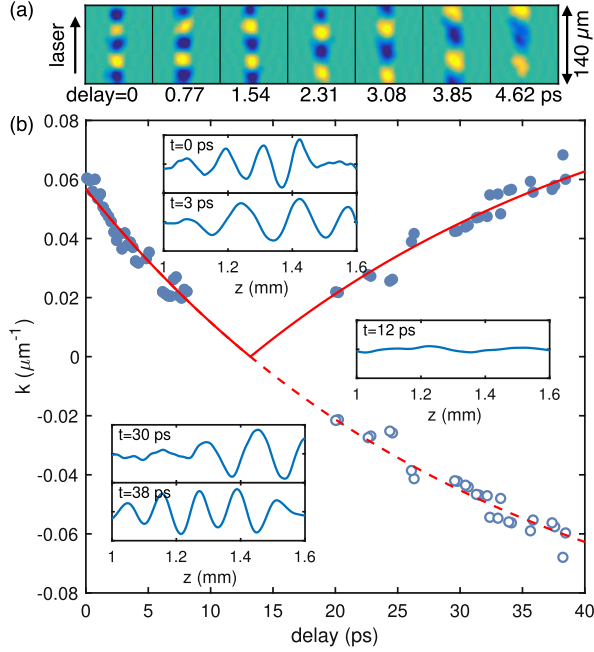 (a)
laser
140 μm
delay=0 0.77 1.54 2.31 3.08 3.85 4.62 ps
(b)
0.08
0.06
0.04
0.02
0
-0.02
-0.04
-0.06
-0.08
k (μm⁻¹)
t=0 ps
t=3 ps
1 1.2 1.4 1.6
z (mm)
t=12 ps
1 1.2 1.4 1.6
z (mm)
t=30 ps
t=38 ps
1 1.2 1.4 1.6
z (mm)
0 5 10 15 20 25 30 35 40
delay (ps)